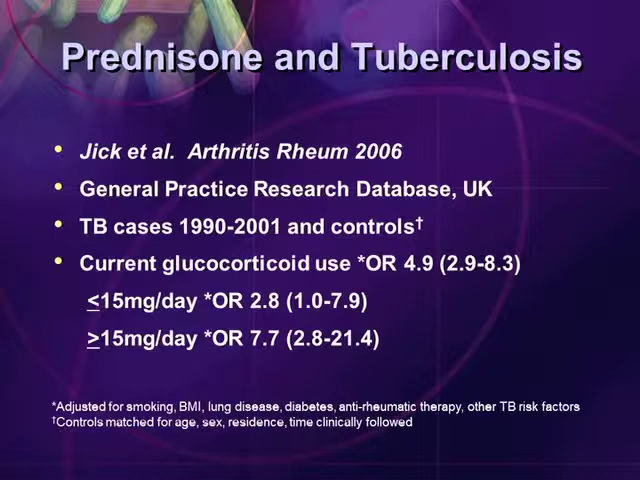 Prednisone and Tuberculosis
• Jick et al. Arthritis Rheum 2006
• General Practice Research Database, UK
• TB cases 1990-2001 and controls†
• Current glucocorticoid use *OR 4.9 (2.9-8.3)
<15mg/day *OR 2.8 (1.0-7.9)
>15mg/day *OR 7.7 (2.8-21.4)
*Adjusted for smoking, BMI, lung disease, diabetes, anti-rheumatic therapy, other TB risk factors
†Controls matched for age, sex, residence, time clinically followed